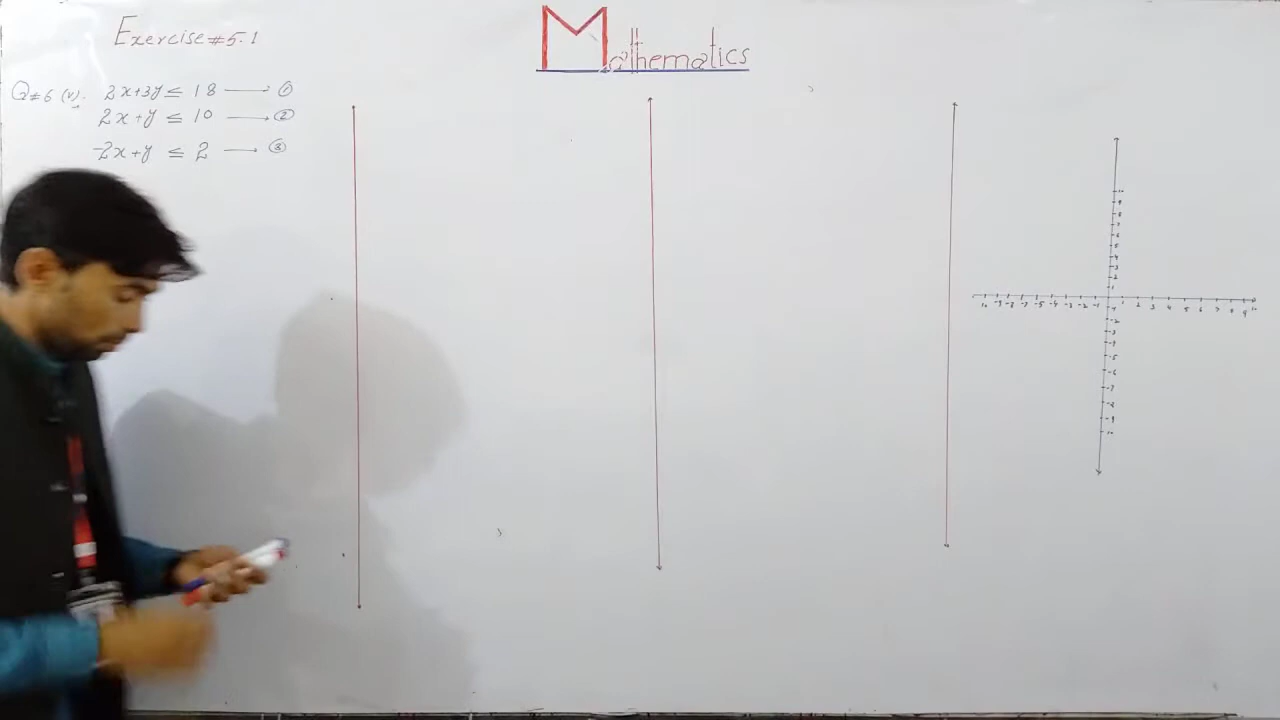 Exercise#5.1
Mathematics
Q#6 (v). 2x+3y ≤ 18 → ①
2x+y ≤ 10 → ②
-2x+y ≤ 2 → ③